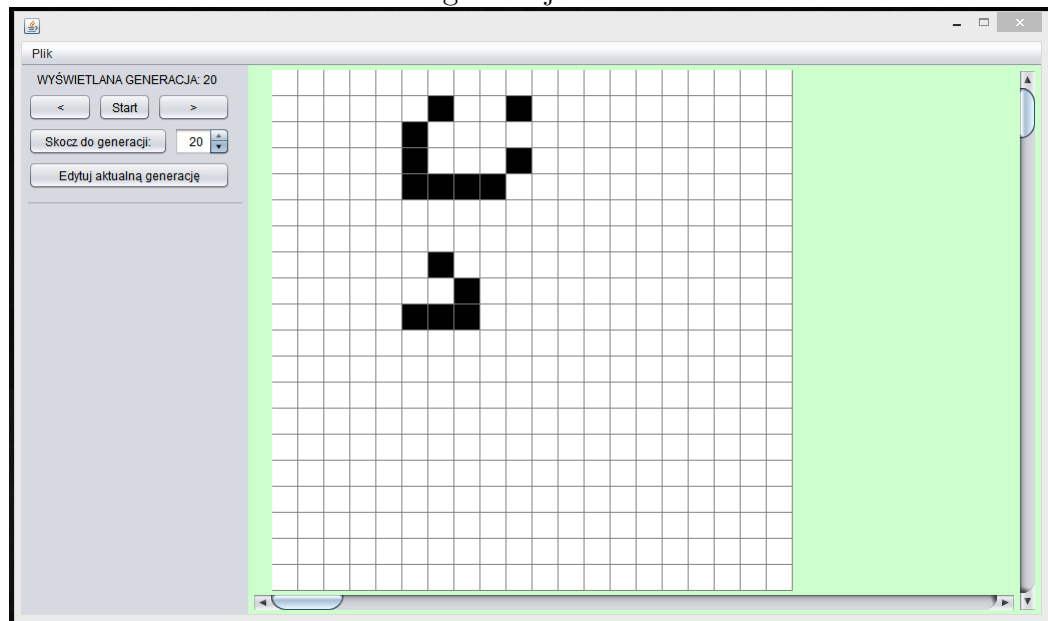 Plik
WYŚWIETLANA GENERACJA: 20
< Start >
Skocz do generacji: 20
Edytuj aktualną generację